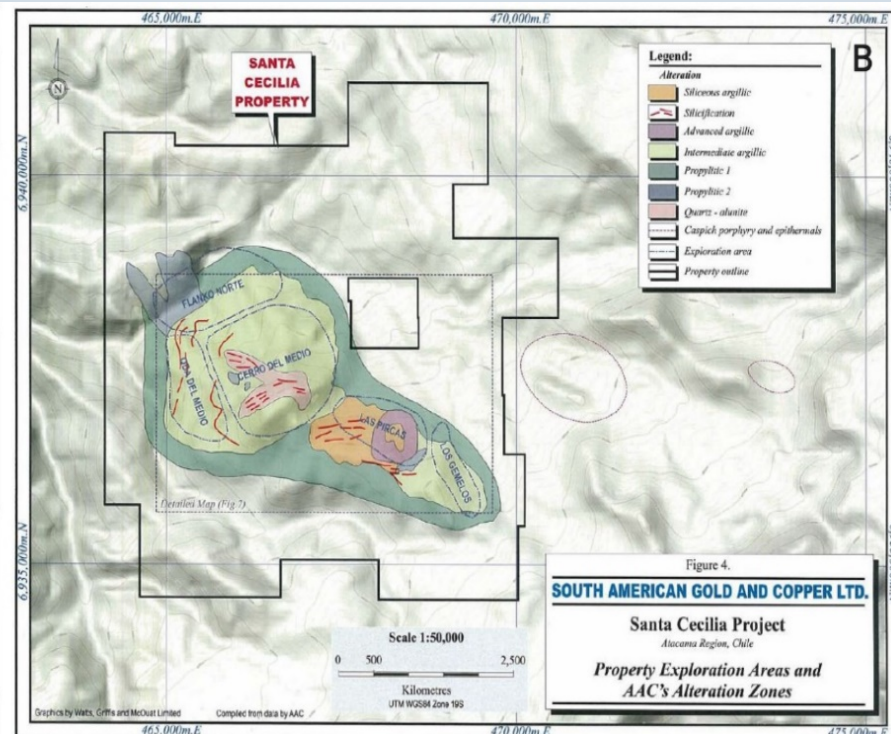 465,000m.E
470,000m.E
475,000m.E
B
SANTA
CECILIA
PROPERTY
N
Legend:
Alteration
Siliceous argillic
Silicification
Advanced argillic
Intermediate argillic
Propylitic 1
Propylitic 2
Quartz - alunite
Caspich porphyry and epithermals
Exploration area
Property outline
6,940,000m.N
FLANKO NORTE
QDA DEL MEDIO
CERRO DEL MEDIO
LAS PIRCAS
LOS GEMELOS
Detailed Map (Fig 7)
6,935,000m.N
Figure 4.
SOUTH AMERICAN GOLD AND COPPER LTD.
Santa Cecilia Project
Atacama Region, Chile
Property Exploration Areas and
AAC's Alteration Zones
Scale 1:50,000
0 500 2,500
Kilometres
UTM WGS84 Zone 19S
Graphics by Watts, Griffis and McOuat Limited
Compiled from data by AAC
465,000m.E
470,000m.E
475,000m.E